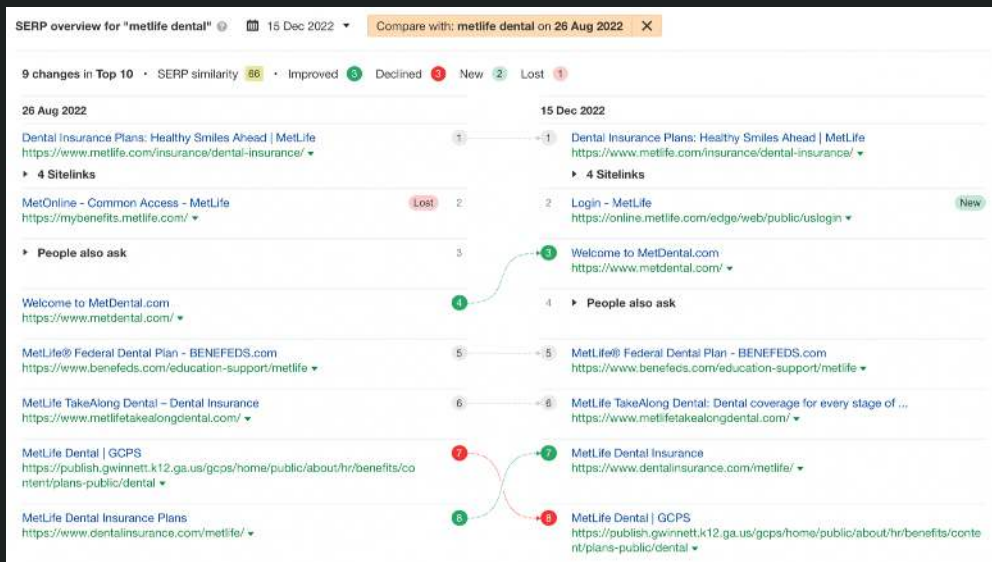 SERP overview for "metlife dental" 15 Dec 2022 Compare with: metlife dental on 26 Aug 2022 X
9 changes in Top 10 · SERP similarity 66 · Improved 3 Declined 3 New 2 Lost 1
26 Aug 2022
Dental Insurance Plans: Healthy Smiles Ahead | MetLife 1
https://www.metlife.com/insurance/dental-insurance/
4 Sitelinks
MetOnline - Common Access - MetLife Lost 2
https://mybenefits.metlife.com/
People also ask 3
Welcome to MetDental.com 4
https://www.metdental.com/
MetLife® Federal Dental Plan - BENEFEDS.com 5
https://www.benefeds.com/education-support/metlife
MetLife TakeAlong Dental – Dental Insurance 6
https://www.metlifetakealongdental.com/
MetLife Dental | GCPS 7
https://publish.gwinnett.k12.ga.us/gcps/home/public/about/hr/benefits/co
ntent/plans-public/dental
MetLife Dental Insurance Plans 8
https://www.dentalinsurance.com/metlife/
15 Dec 2022
1 Dental Insurance Plans: Healthy Smiles Ahead | MetLife
https://www.metlife.com/insurance/dental-insurance/
4 Sitelinks
2 Login - MetLife New
https://online.metlife.com/edge/web/public/uslogin
3 Welcome to MetDental.com
https://www.metdental.com/
4 People also ask
5 MetLife® Federal Dental Plan - BENEFEDS.com
https://www.benefeds.com/education-support/metlife
6 MetLife TakeAlong Dental: Dental coverage for every stage of ...
https://www.metlifetakealongdental.com/
7 MetLife Dental Insurance
https://www.dentalinsurance.com/metlife/
8 MetLife Dental | GCPS
https://publish.gwinnett.k12.ga.us/gcps/home/public/about/hr/benefits/conte
nt/plans-public/dental